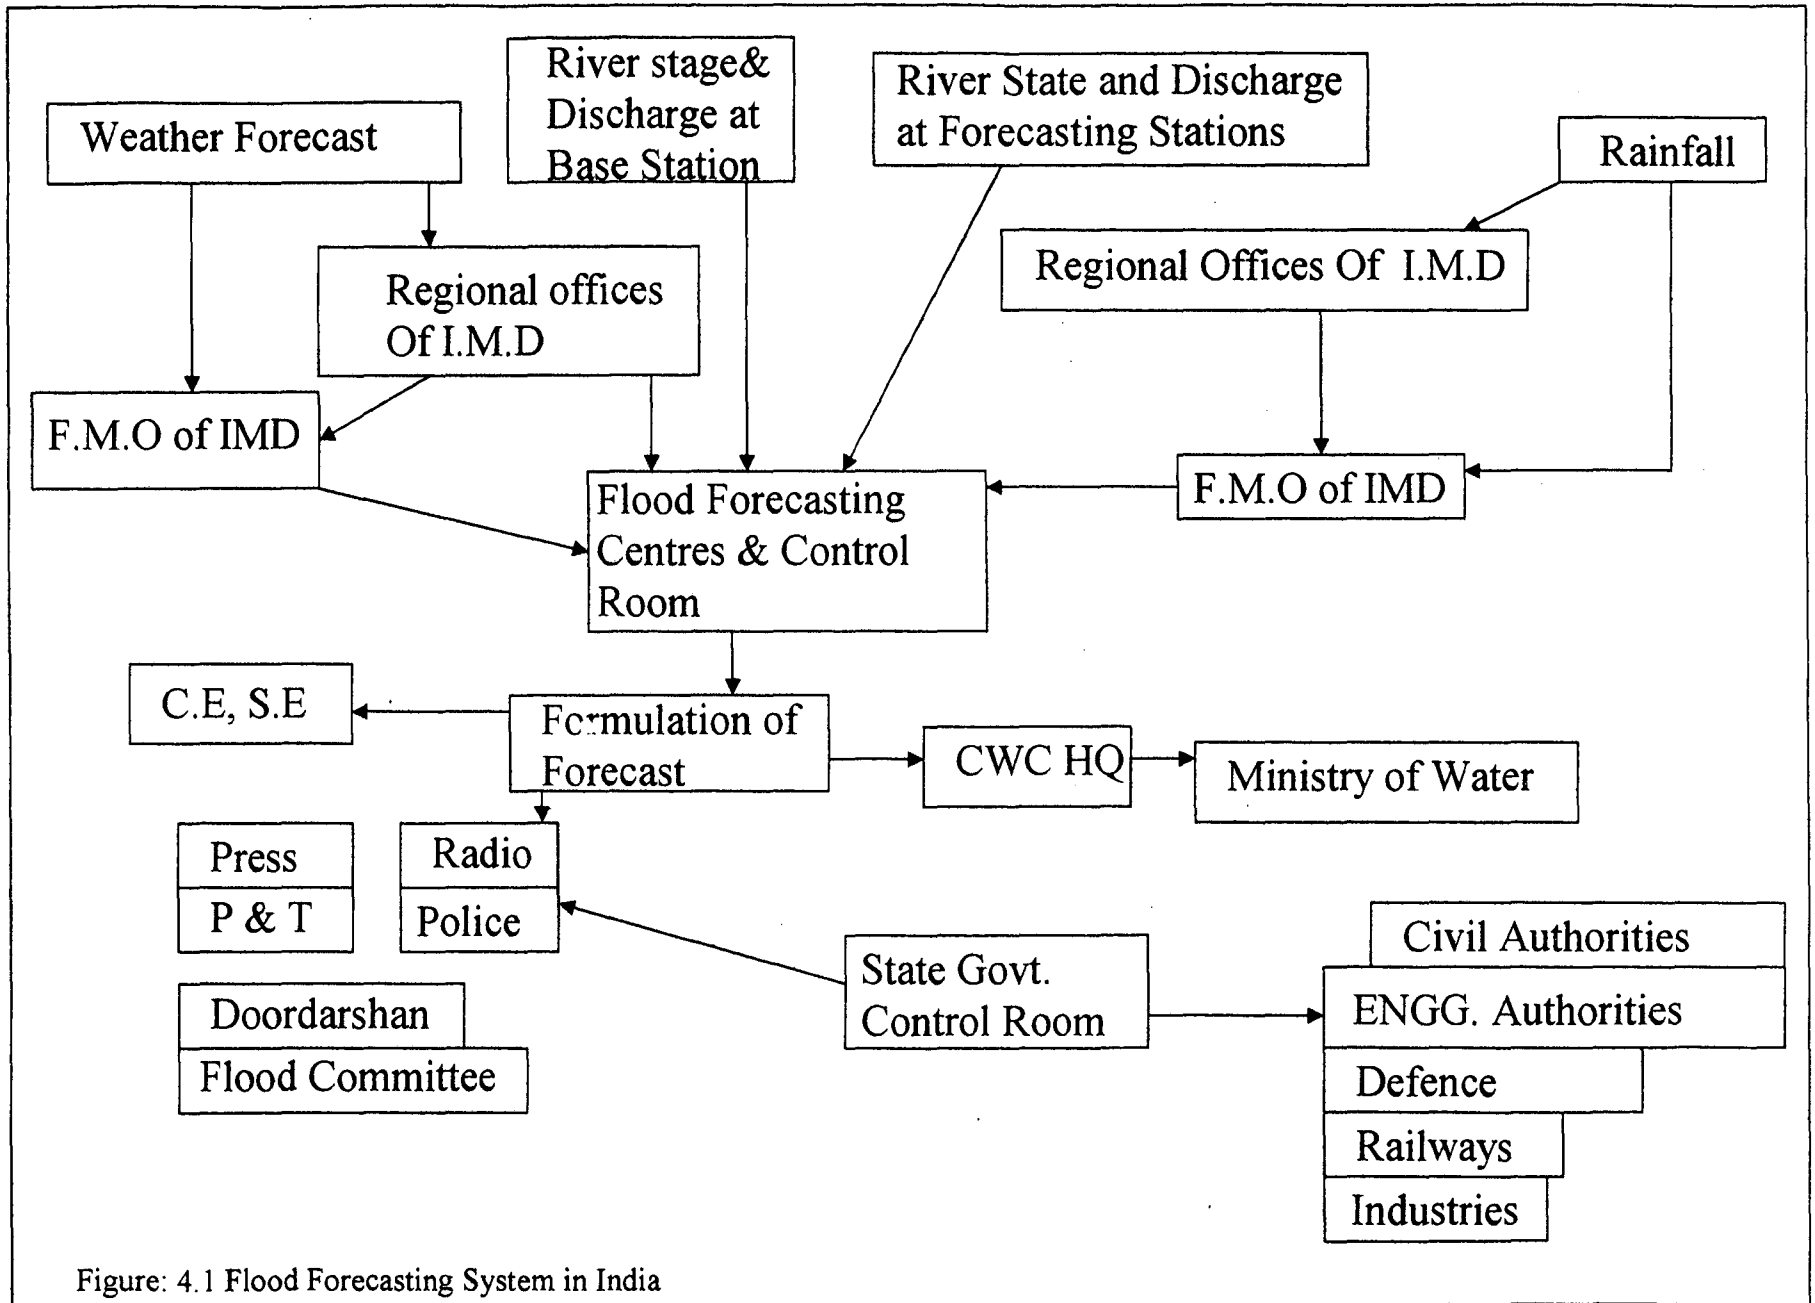 River stage&
Discharge at
Base Station
River State and Discharge
at Forecasting Stations
Weather Forecast
Rainfall
Regional offices
Of I.M.D
Regional Offices Of I.M.D
F.M.O of IMD
Flood Forecasting
Centres & Control
Room
F.M.O of IMD
C.E, S.E
Formulation of
Forecast
CWC HQ
Ministry of Water
Press
P & T
Radio
Police
State Govt.
Control Room
Civil Authorities
ENGG. Authorities
Defence
Railways
Industries
Doordarshan
Flood Committee
Figure: 4.1 Flood Forecasting System in India